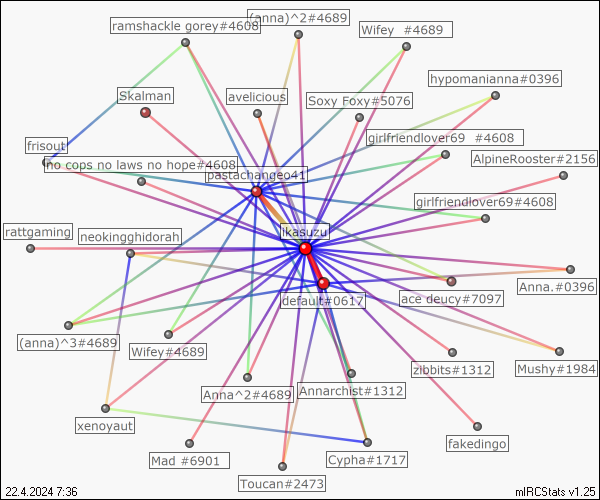 (anna)^2#4689
ramshackle gorey#4608
Wifey  #4689
hypomanianna#0396
Skalman
avelicious
Soxy Foxy#5076
girlfriendlover69  #4608
frisout
AlpineRooster#2156
no cops no laws no hope#4608
pastachangeo41
girlfriendlover69#4608
rattgaming
neokingghidorah
ikasuzu
Anna.#0396
default#0617
ace deucy#7097
(anna)^3#4689
Wifey#4689
zibbits#1312
Mushy#1984
Anna^2#4689
Annarchist#1312
xenoyaut
fakedingo
Mad #6901
Cypha#1717
Toucan#2473
22.4.2024 7:36
mIRCStats v1.25